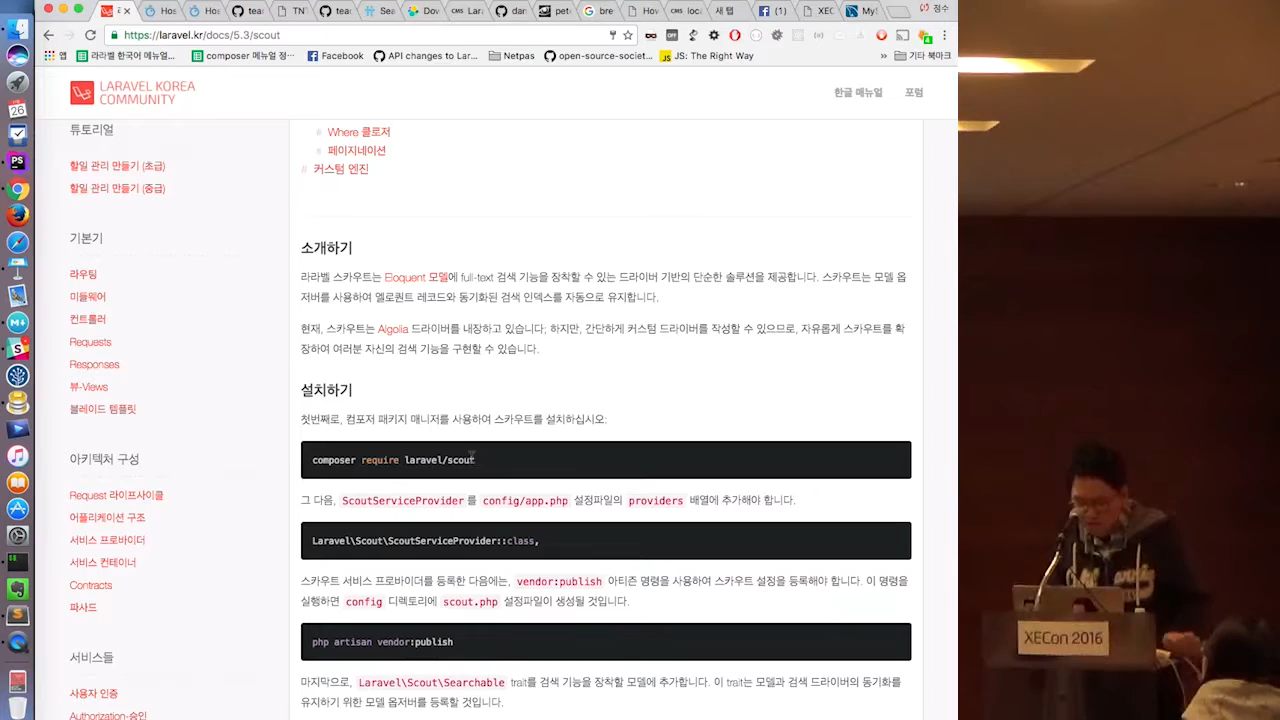 https://laravel.kr/docs/5.3/scout
앱
라라벨 한국어 메뉴얼...
composer 메뉴얼 정...
Facebook
API changes to Lar...
Netpas
open-source-societ...
JS: The Right Way
기타 북마크
LARAVEL KOREA
COMMUNITY
한글 매뉴얼
포럼
튜토리얼
할일 관리 만들기 (초급)
할일 관리 만들기 (중급)
기본기
라우팅
미들웨어
컨트롤러
Requests
Responses
뷰-Views
블레이드 템플릿
아키텍처 구성
Request 라이프사이클
어플리케이션 구조
서비스 프로바이더
서비스 컨테이너
Contracts
파사드
서비스들
사용자 인증
Authorization-승인
# Where 클로저
# 페이지네이션
# 커스텀 엔진
소개하기
라라벨 스카우트는 Eloquent 모델에 full-text 검색 기능을 장착할 수 있는 드라이버 기반의 단순한 솔루션을 제공합니다. 스카우트는 모델 옵
저버를 사용하여 엘로퀀트 레코드와 동기화된 검색 인덱스를 자동으로 유지합니다.
현재, 스카우트는 Algolia 드라이버를 내장하고 있습니다; 하지만, 간단하게 커스텀 드라이버를 작성할 수 있으므로, 자유롭게 스카우트를 확
장하여 여러분 자신의 검색 기능을 구현할 수 있습니다.
설치하기
첫번째로, 컴포저 패키지 매니저를 사용하여 스카우트를 설치하십시오:
composer require laravel/scout
그 다음, ScoutServiceProvider 를 config/app.php 설정파일의 providers 배열에 추가해야 합니다.
Laravel\Scout\ScoutServiceProvider::class,
스카우트 서비스 프로바이더를 등록한 다음에는, vendor:publish 아티즌 명령을 사용하여 스카우트 설정을 등록해야 합니다. 이 명령을
실행하면 config 디렉토리에 scout.php 설정파일이 생성될 것입니다.
php artisan vendor:publish
마지막으로, Laravel\Scout\Searchable trait를 검색 기능을 장착할 모델에 추가합니다. 이 trait는 모델과 검색 드라이버의 동기화를
유지하기 위한 모델 옵저버를 등록할 것입니다.
XECon 2016